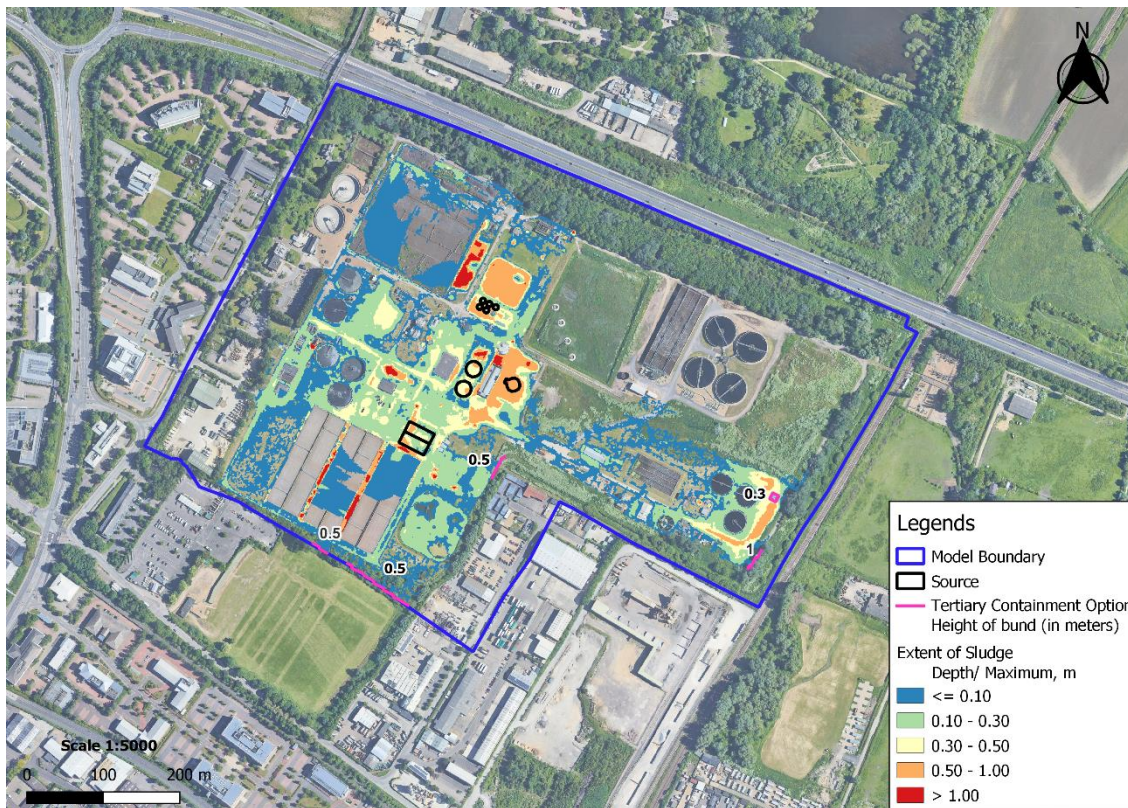 N
0.5
0.3
0.5
1
0.5
Legends
Model Boundary
Source
Tertiary Containment Option
Height of bund (in meters)
Extent of Sludge
Depth/ Maximum, m
<= 0.10
0.10 - 0.30
0.30 - 0.50
0.50 - 1.00
> 1.00
Scale 1:5000
0 100 200 m